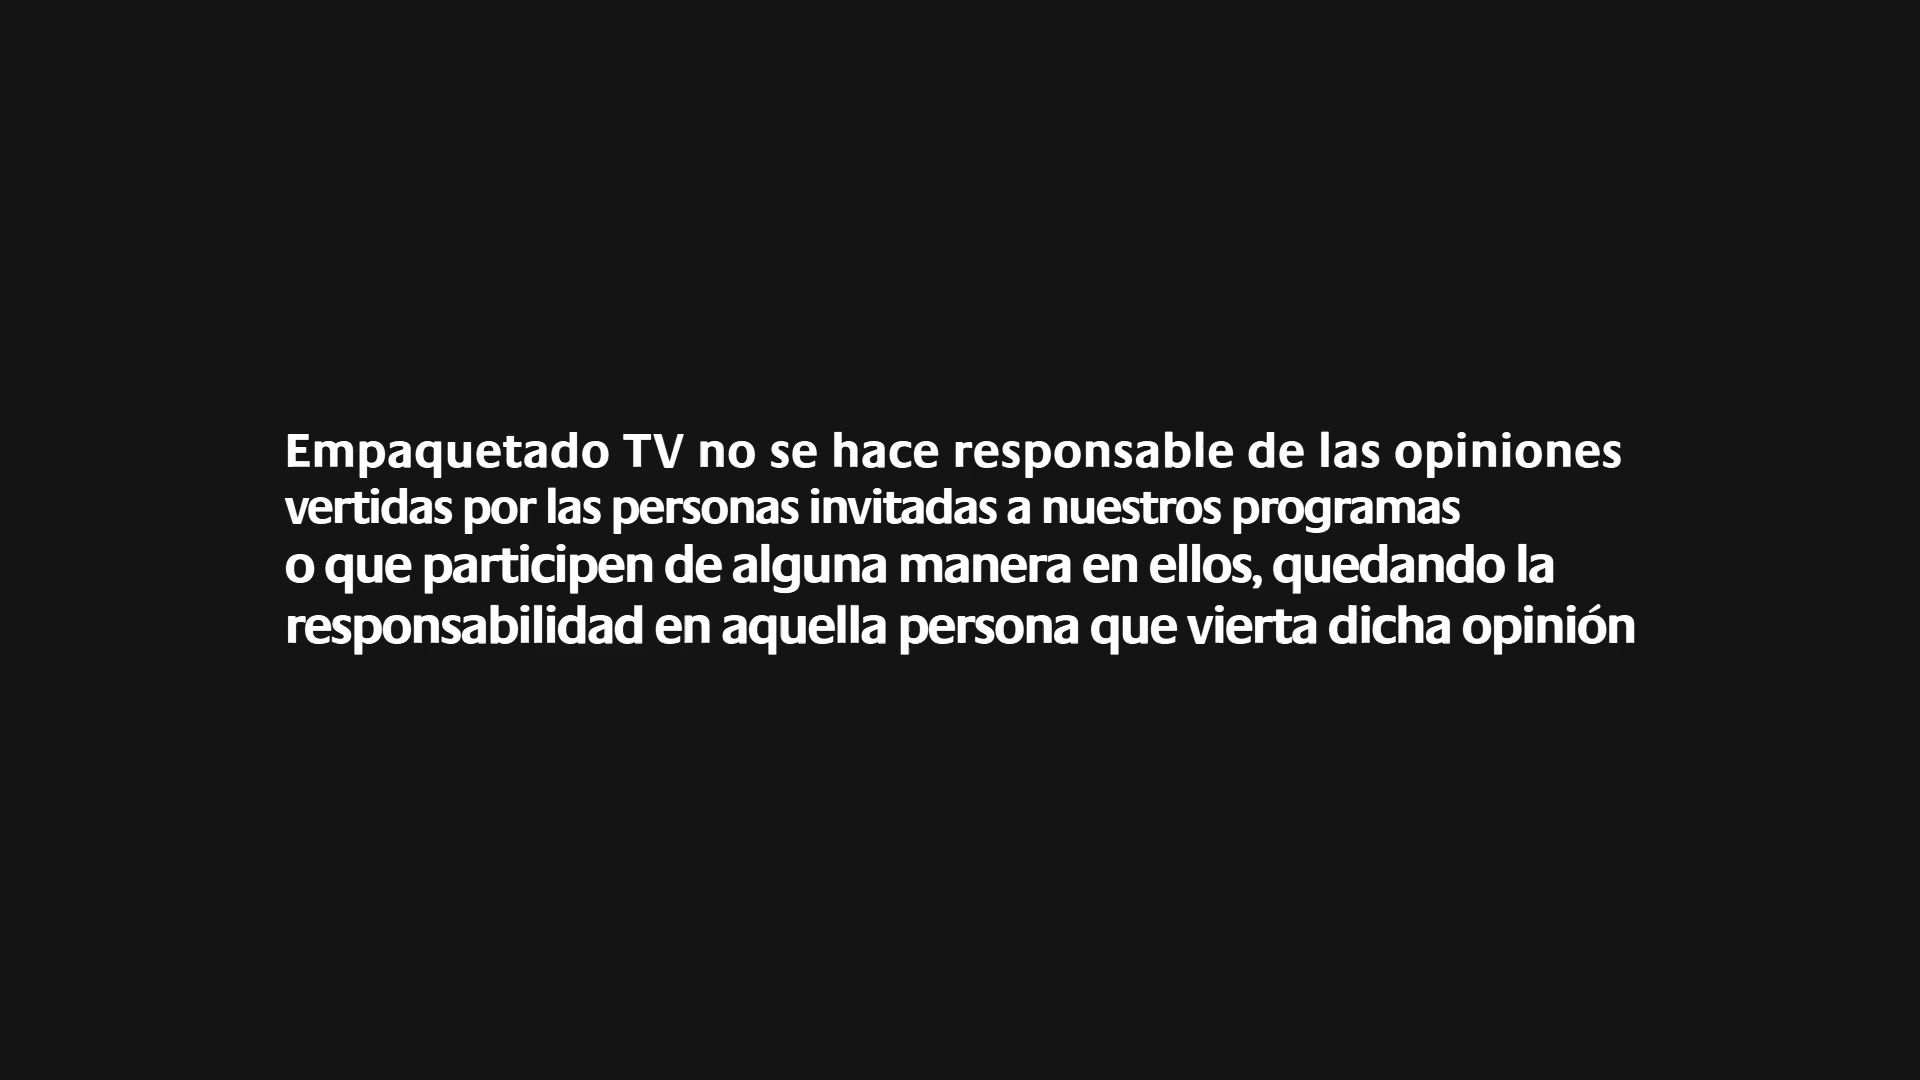 Empaquetado TV no se hace responsable de las opiniones
vertidas por las personas invitadas a nuestros programas
o que participen de alguna manera en ellos, quedando la
responsabilidad en aquella persona que vierta dicha opinión